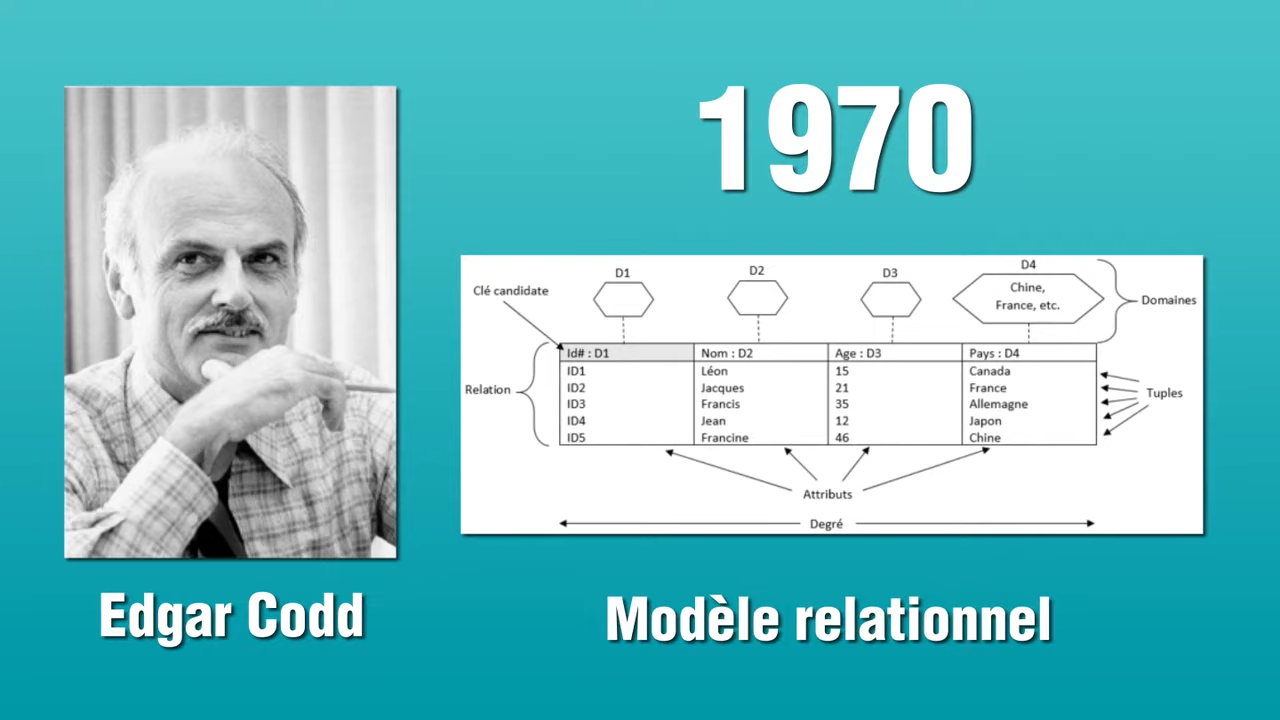 1970
D1
D2
D3
D4
Clé candidate
Chine,
France, etc.
Domaines
Id# : D1 Nom : D2 Age : D3 Pays : D4
ID1 Léon 15 Canada
ID2 Jacques 21 France
Relation
Tuples
ID3 Francis 35 Allemagne
ID4 Jean 12 Japon
ID5 Francine 46 Chine
Attributs
Degré
Edgar Codd
Modèle relationnel